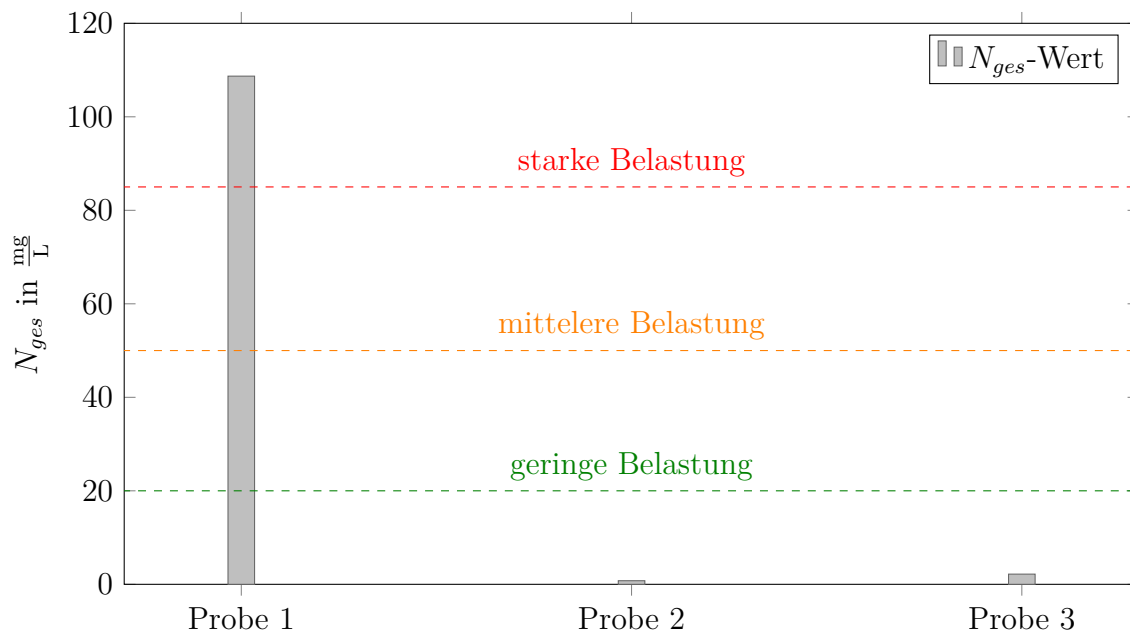 120
100
80
60
40
20
0
N_ges in mg/L
N_ges-Wert
starke Belastung
mittelere Belastung
geringe Belastung
Probe 1 Probe 2 Probe 3